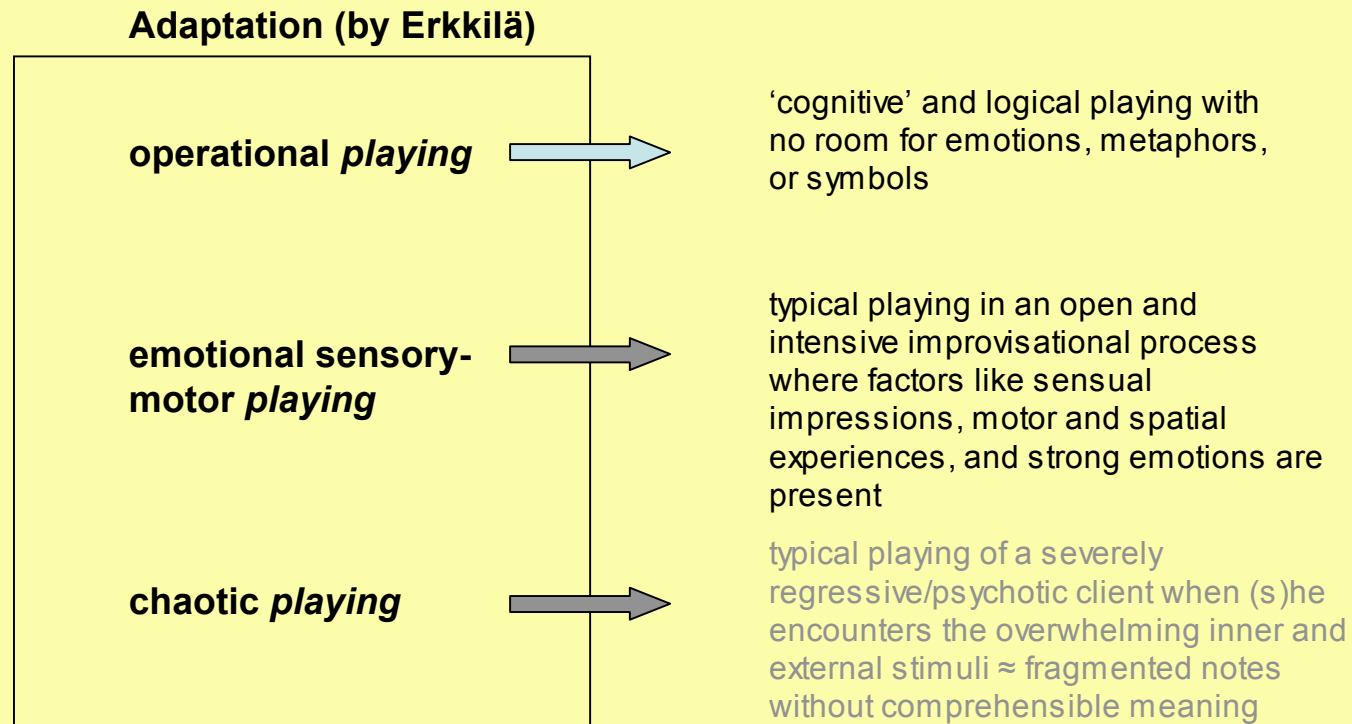 Adaptation (by Erkkilä)
operational playing
‘cognitive’ and logical playing with
no room for emotions, metaphors,
or symbols
emotional sensory-
motor playing
typical playing in an open and
intensive improvisational process
where factors like sensual
impressions, motor and spatial
experiences, and strong emotions are
present
chaotic playing
typical playing of a severely
regressive/psychotic client when (s)he
encounters the overwhelming inner and
external stimuli ≈ fragmented notes
without comprehensible meaning